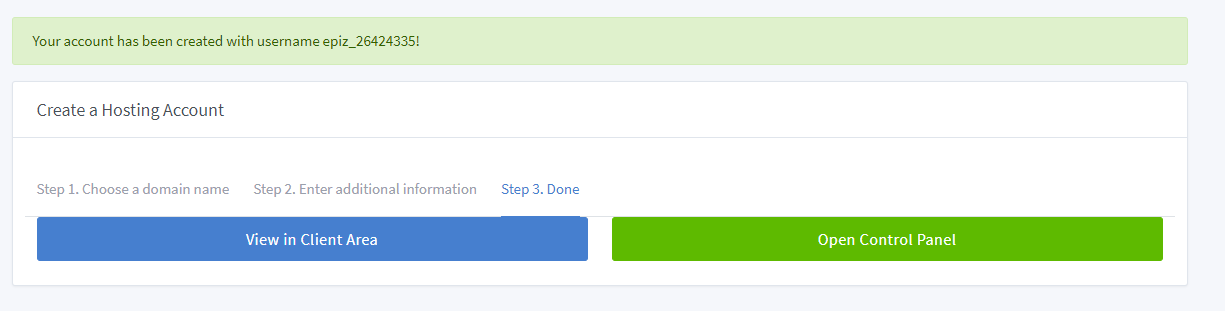 Your account has been created with username epiz_26424335!
Create a Hosting Account
Step 1. Choose a domain name Step 2. Enter additional information Step 3. Done
View in Client Area Open Control Panel